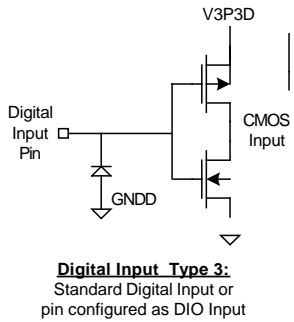 V3P3D
Digital
Input
Pin
CMOS
Input
GNDD
Digital Input Type 3:
Standard Digital Input or
pin configured as DIO Input